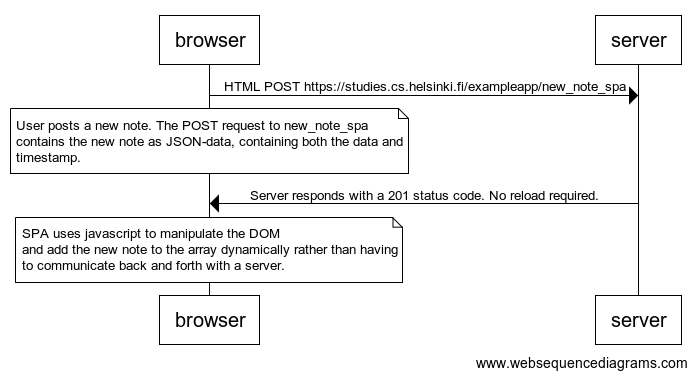 browser
server
HTML POST https://studies.cs.helsinki.fi/exampleapp/new_note_spa
User posts a new note. The POST request to new_note_spa
contains the new note as JSON-data, containing both the data and
timestamp.
Server responds with a 201 status code. No reload required.
SPA uses javascript to manipulate the DOM
and add the new note to the array dynamically rather than having
to communicate back and forth with a server.
browser
server
www.websequencediagrams.com